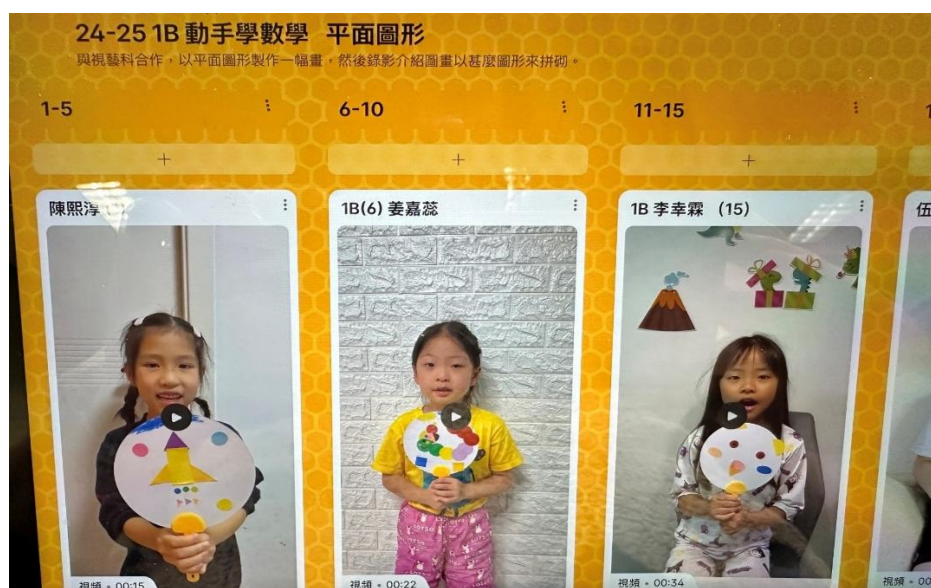 24-25 1B 動手學數學 平面圖形
與視藝科合作，以平面圖形製作一幅畫，然後錄影介紹圖畫以甚麼圖形來拼砌。
1-5
6-10
11-15
+
+
+
陳熙淳
1B(6) 姜嘉蕊
1B 李幸霖 (15)
伍
視頻 • 00:15
視頻 • 00:22
視頻 • 00:34
視頻 • 00